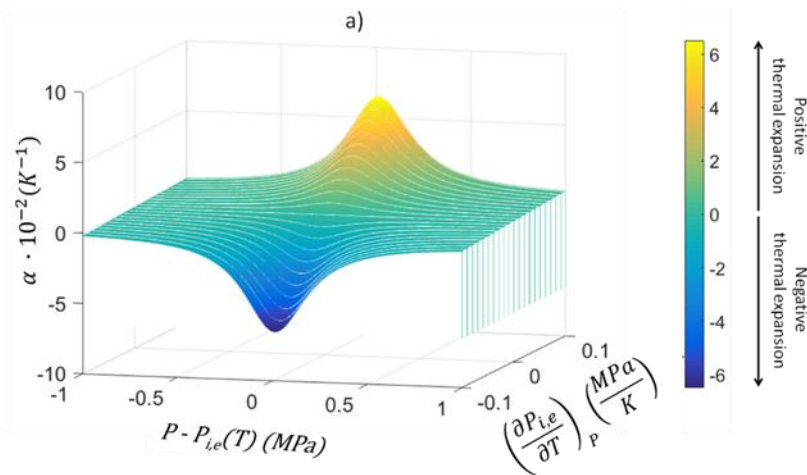 a)
10
5
0
-5
-10
α · 10⁻² (K⁻¹)
-1
-0.5
0
0.5
1
P - P_{i,e}(T) (MPa)
-0.1
0
0.1
(∂P_{i,e}/∂T)_P (MPa/K)
6
4
2
0
-2
-4
-6
Positive
thermal expansion
Negative
thermal expansion